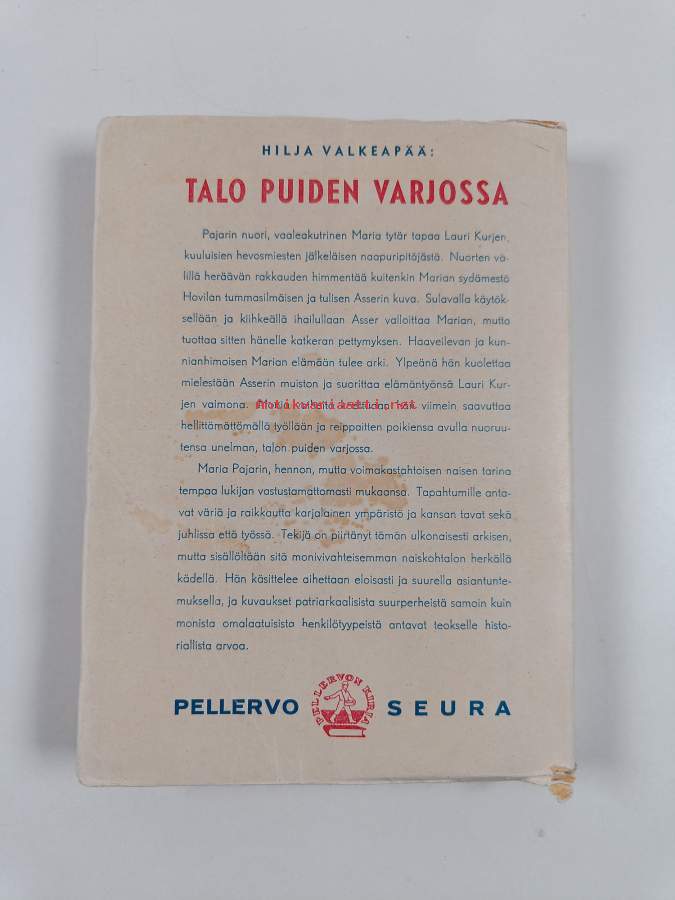 HILJA VALKEAPÄÄ:
TALO PUIDEN VARJOSSA
Pajarin nuori, vaaleakutrinen Maria tytär tapaa Lauri Kurjen,
kuuluisien hevosmiesten jälkeläisen naapuripitäjästä. Nuorten vä-
lillä heräävän rakkauden himmentää kuitenkin Marian sydämestö
Hovilan tummasilmäisen ja tulisen Asserin kuva. Sulavalla käytök-
sellään ja kiihkeällä ihailullaan Asser valloittaa Marian, mutta
tuottaa sitten hänelle katkeran pettymyksen. Haaveilevan ja kun-
nianhimoisen Marian elämään tulee arki. Ylpeänä hän kuolettaa
mielestään Asserin muiston ja suorittaa elämäntyönsä Lauri Kur-
jen vaimona. hän viimein saavuttaa
antikvariaatti.net
hellittämättömällä työllään ja reippaitten poikiensa avulla nuoruu-
tensa unelman, talon puiden varjossa.
Maria Pajarin, hennon, mutta voimakastahtoisen naisen tarina
tempaa lukijan vastustamattomasti mukaansa. Tapahtumille anta-
vat väriä ja raikkautta karjalainen ympäristö ja kansan tavat sekä
juhlissa että työssä. Tekijä on piirtänyt tämän ulkonaisesti arkisen,
mutta sisällöltään sitä monivivahteisemman naiskohtalon herkällä
kädellä. Hän käsittelee aihettaan eloisasti ja suurella asiantunte-
muksella, ja kuvaukset patriarkaalisista suurperheistä samoin kuin
monista omalaatuisista henkilötyypeistä antavat teokselle histo-
riallista arvoa.
PELLERVO SEURA
PELLERVON KIRJA